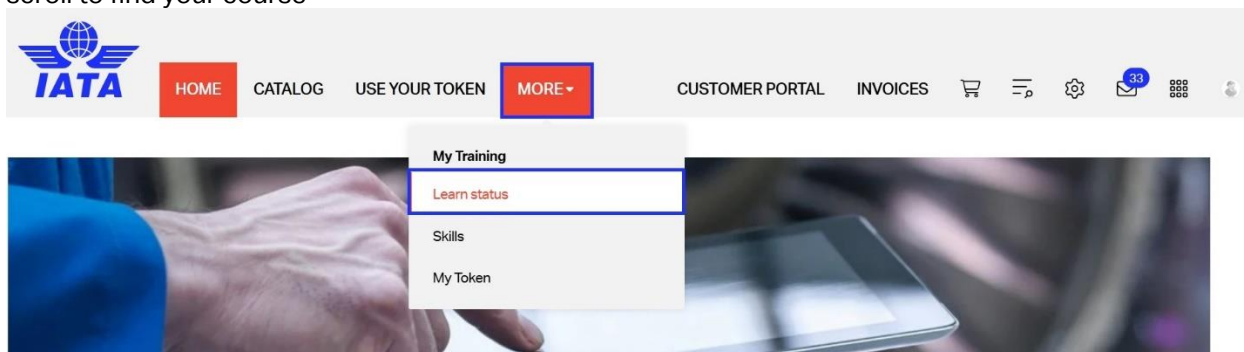 scroll to find your course
IATA
HOME CATALOG USE YOUR TOKEN MORE CUSTOMER PORTAL INVOICES 33
My Training
Learn status
Skills
My Token